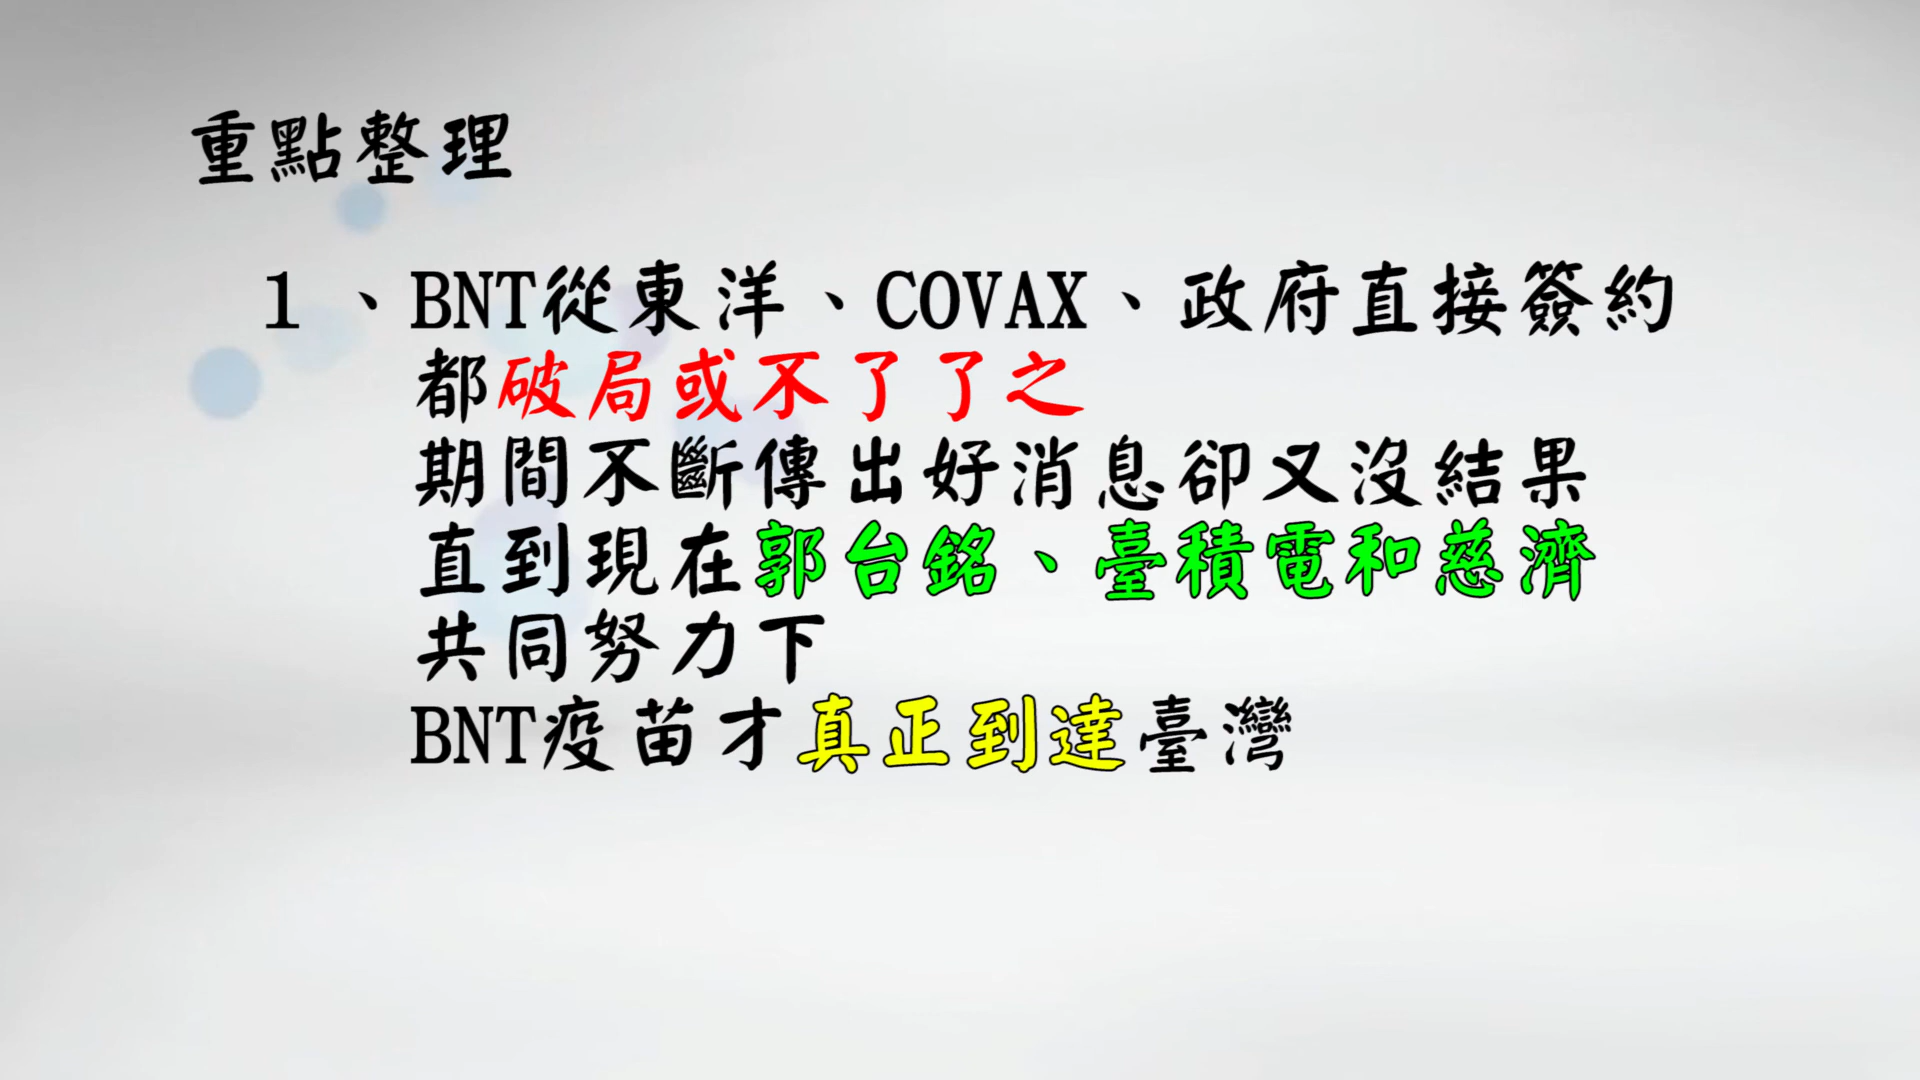 重點整理
1、BNT從東洋、COVAX、政府直接簽約
都破局或不了了之
期間不斷傳出好消息卻又沒結果
直到現在郭台銘、臺積電和慈濟
共同努力下
BNT疫苗才真正到達臺灣